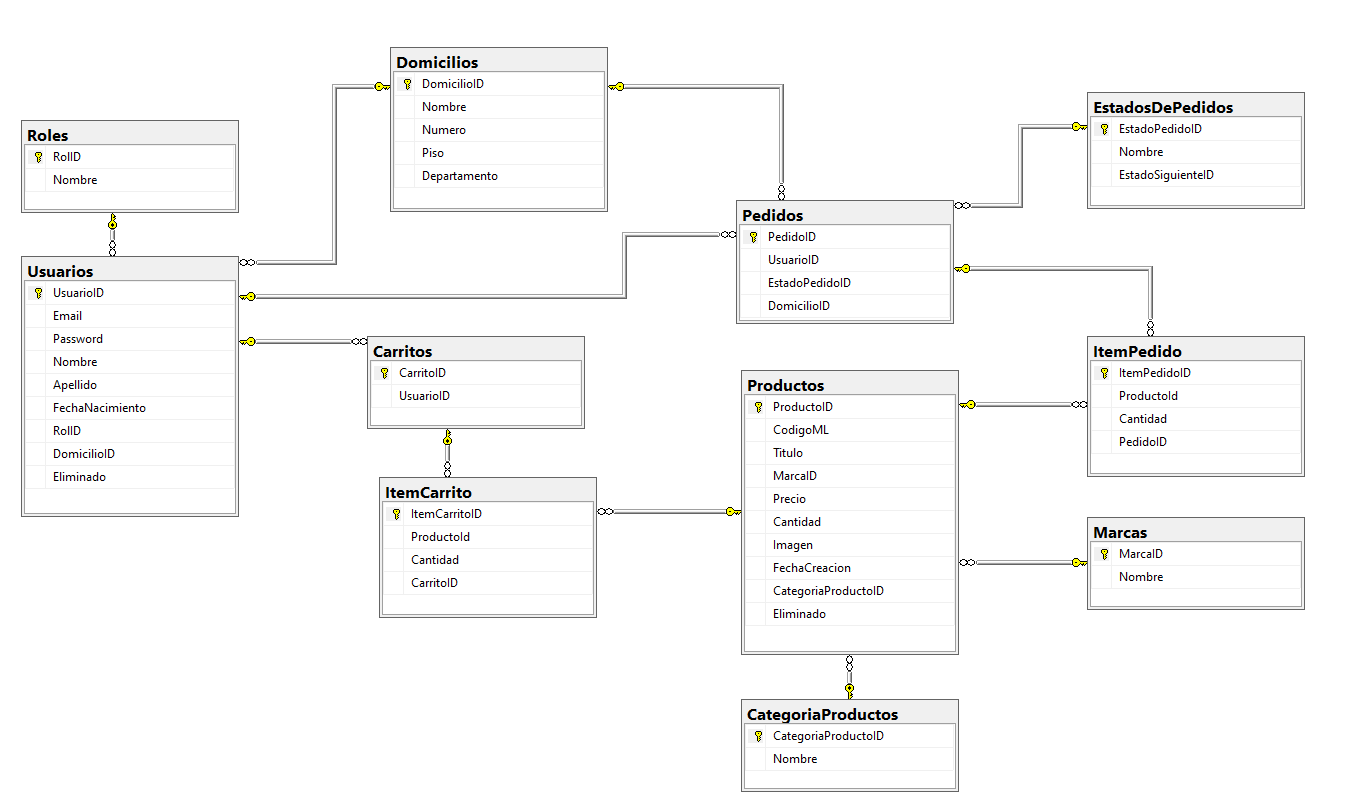 Domicilios
DomicilioID
Nombre
Numero
Piso
Departamento
EstadosDePedidos
EstadoPedidoID
Nombre
EstadoSiguienteID
Roles
RolID
Nombre
Pedidos
PedidoID
UsuarioID
EstadoPedidoID
DomicilioID
Usuarios
UsuarioID
Email
Password
Nombre
Apellido
FechaNacimiento
RolID
DomicilioID
Eliminado
Carritos
CarritoID
UsuarioID
ItemPedido
ItemPedidoID
ProductoId
Cantidad
PedidoID
Productos
ProductoID
CodigoML
Titulo
MarcaID
Precio
Cantidad
Imagen
FechaCreacion
CategoriaProductoID
Eliminado
ItemCarrito
ItemCarritoID
ProductoId
Cantidad
CarritoID
Marcas
MarcaID
Nombre
CategoriaProductos
CategoriaProductoID
Nombre